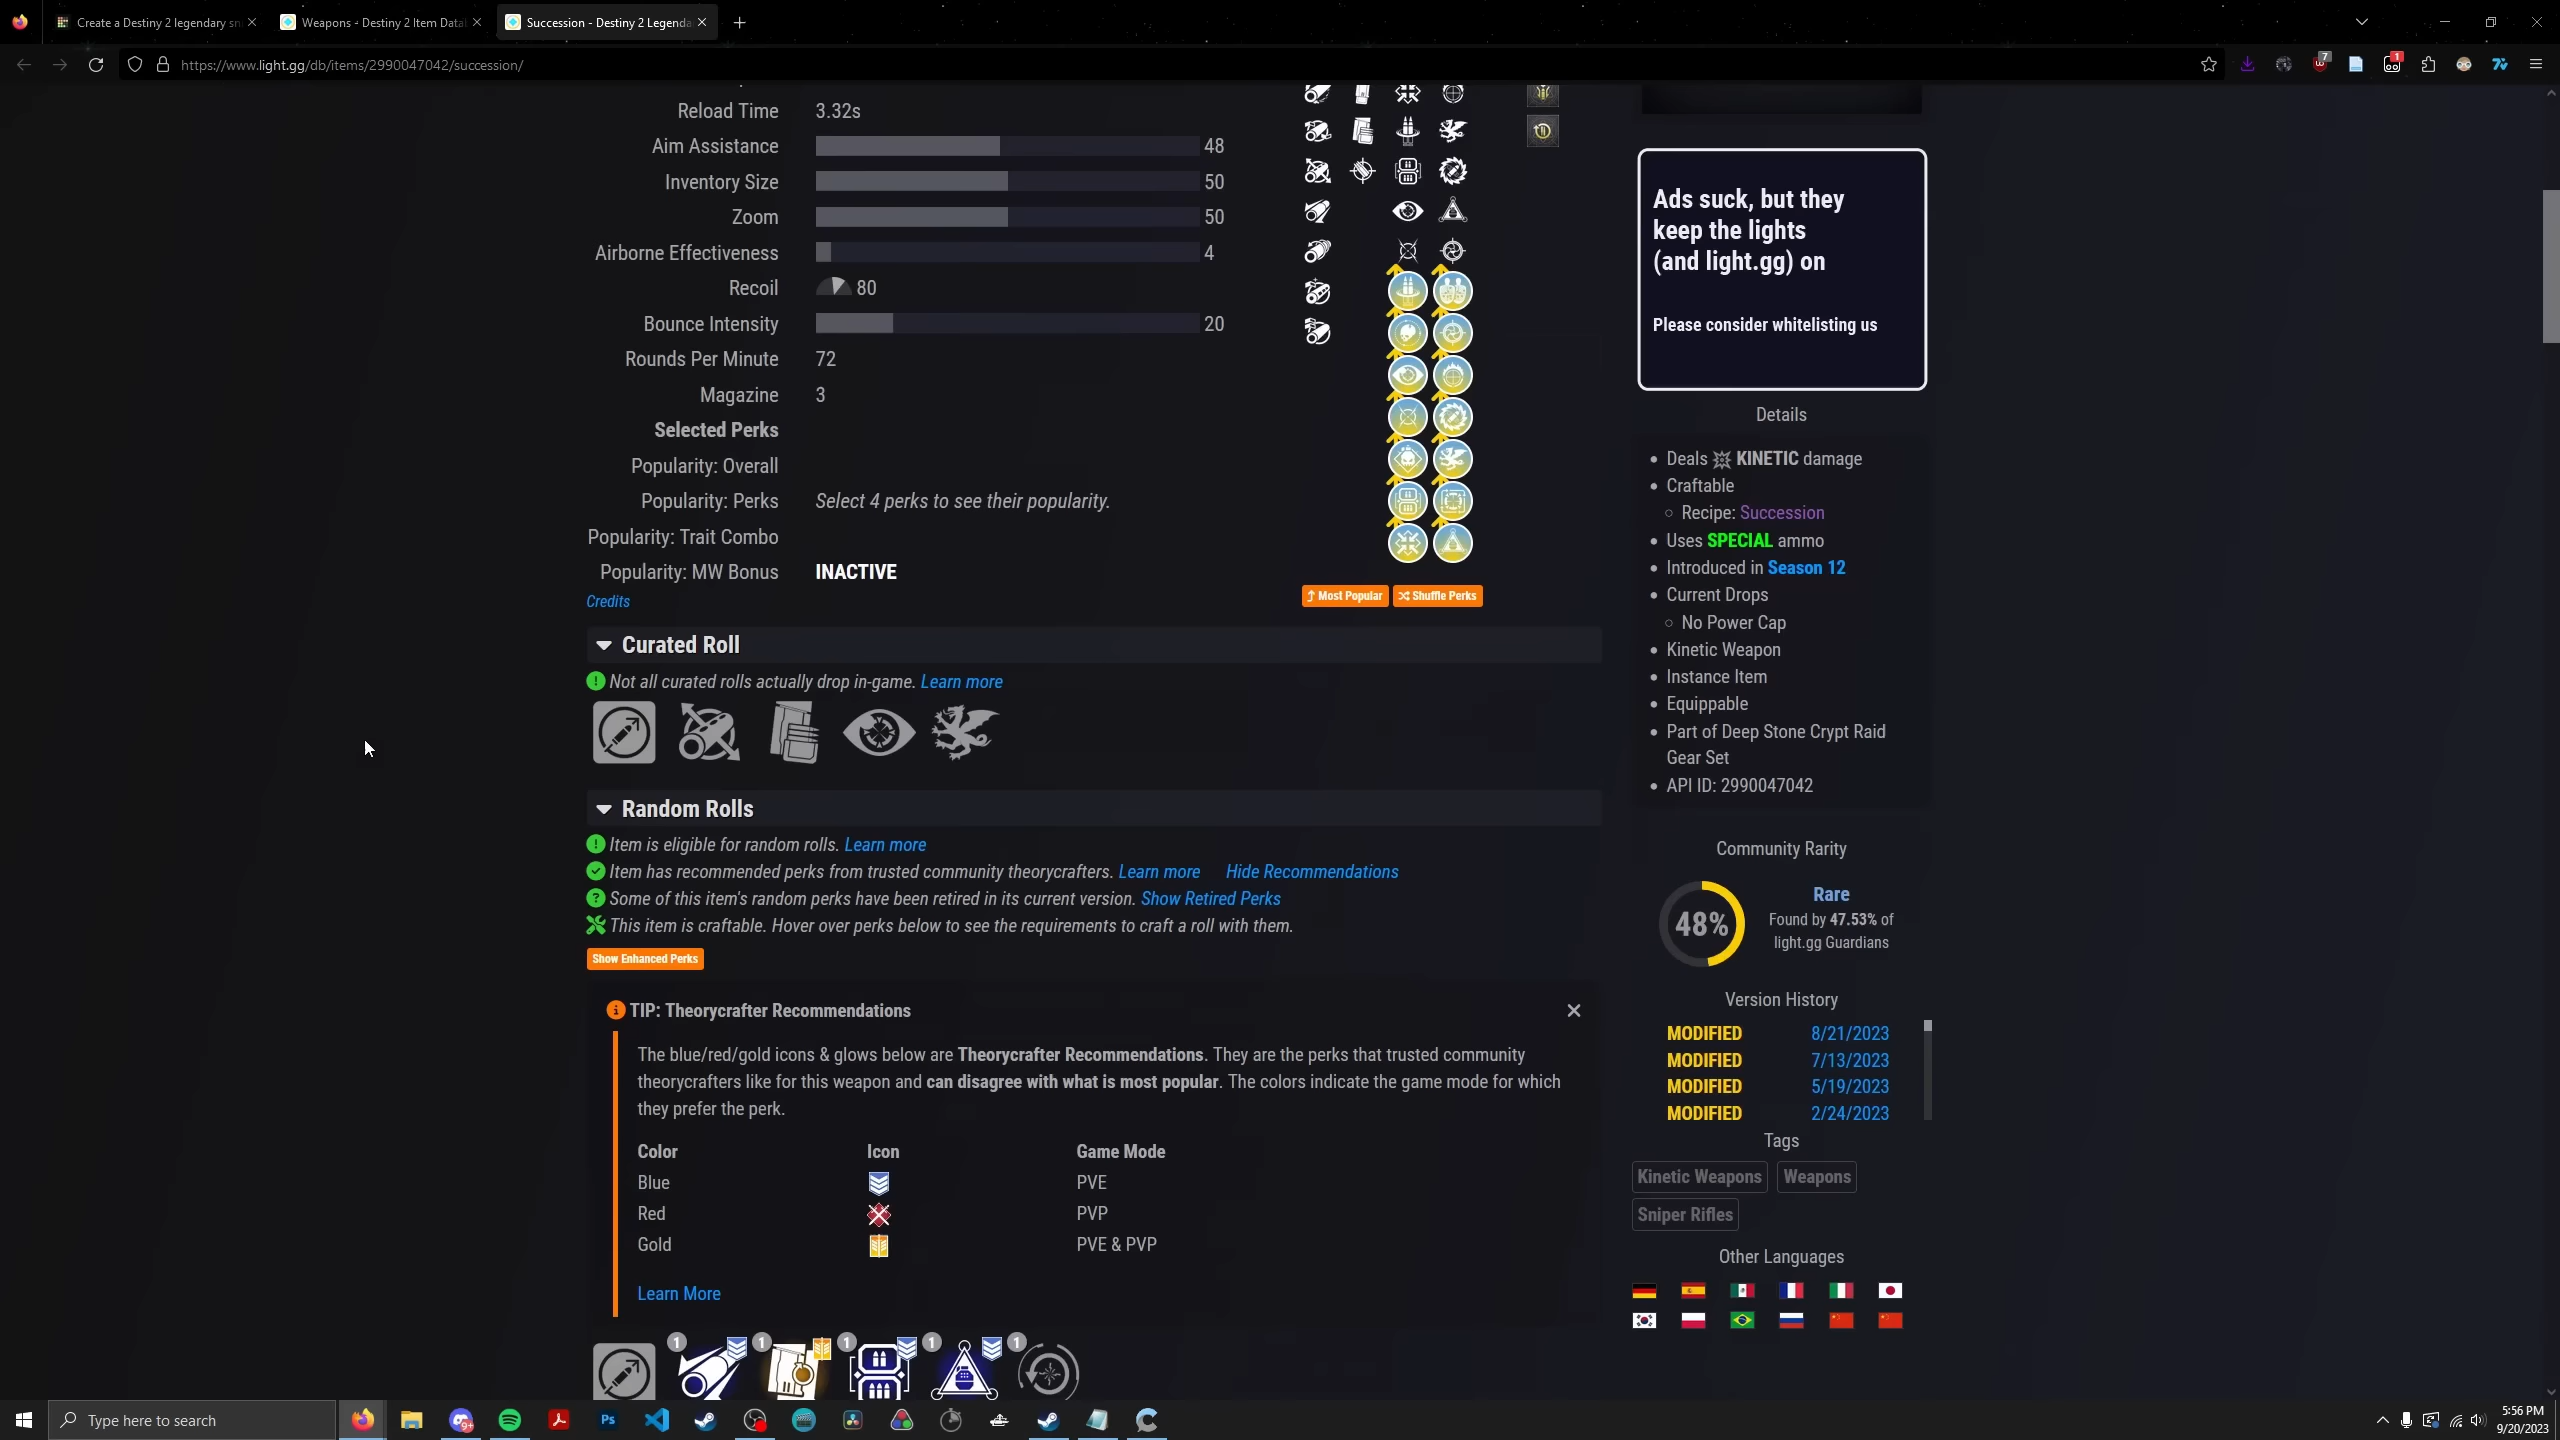 Create a Destiny 2 legendary sn
Weapons - Destiny 2 Item Data
Succession - Destiny 2 Legenda
https://www.light.gg/db/items/2990047042/succession/
Reload Time 3.32s
Aim Assistance 48
Inventory Size 50
Zoom 50
Airborne Effectiveness 4
Recoil 80
Bounce Intensity 20
Rounds Per Minute 72
Magazine 3
Selected Perks
Popularity: Overall
Popularity: Perks Select 4 perks to see their popularity.
Popularity: Trait Combo
Popularity: MW Bonus INACTIVE
Credits
Most Popular
Shuffle Perks
Curated Roll
Not all curated rolls actually drop in-game. Learn more
Random Rolls
Item is eligible for random rolls. Learn more
Item has recommended perks from trusted community theorycrafters. Learn more Hide Recommendations
Some of this item's random perks have been retired in its current version. Show Retired Perks
This item is craftable. Hover over perks below to see the requirements to craft a roll with them.
Show Enhanced Perks
TIP: Theorycrafter Recommendations
The blue/red/gold icons & glows below are Theorycrafter Recommendations. They are the perks that trusted community
theorycrafters like for this weapon and can disagree with what is most popular. The colors indicate the game mode for which
they prefer the perk.
Color Icon Game Mode
Blue PVE
Red PVP
Gold PVE & PVP
Learn More
1 1 1 1 1
Ads suck, but they
keep the lights
(and light.gg) on
Please consider whitelisting us
Details
Deals KINETIC damage
Craftable
Recipe: Succession
Uses SPECIAL ammo
Introduced in Season 12
Current Drops
No Power Cap
Kinetic Weapon
Instance Item
Equippable
Part of Deep Stone Crypt Raid
Gear Set
API ID: 2990047042
Community Rarity
48%
Rare
Found by 47.53% of
light.gg Guardians
Version History
MODIFIED 8/21/2023
MODIFIED 7/13/2023
MODIFIED 5/19/2023
MODIFIED 2/24/2023
Tags
Kinetic Weapons
Weapons
Sniper Rifles
Other Languages
Type here to search
9+
Ps
5:56 PM
9/20/2023
7
1